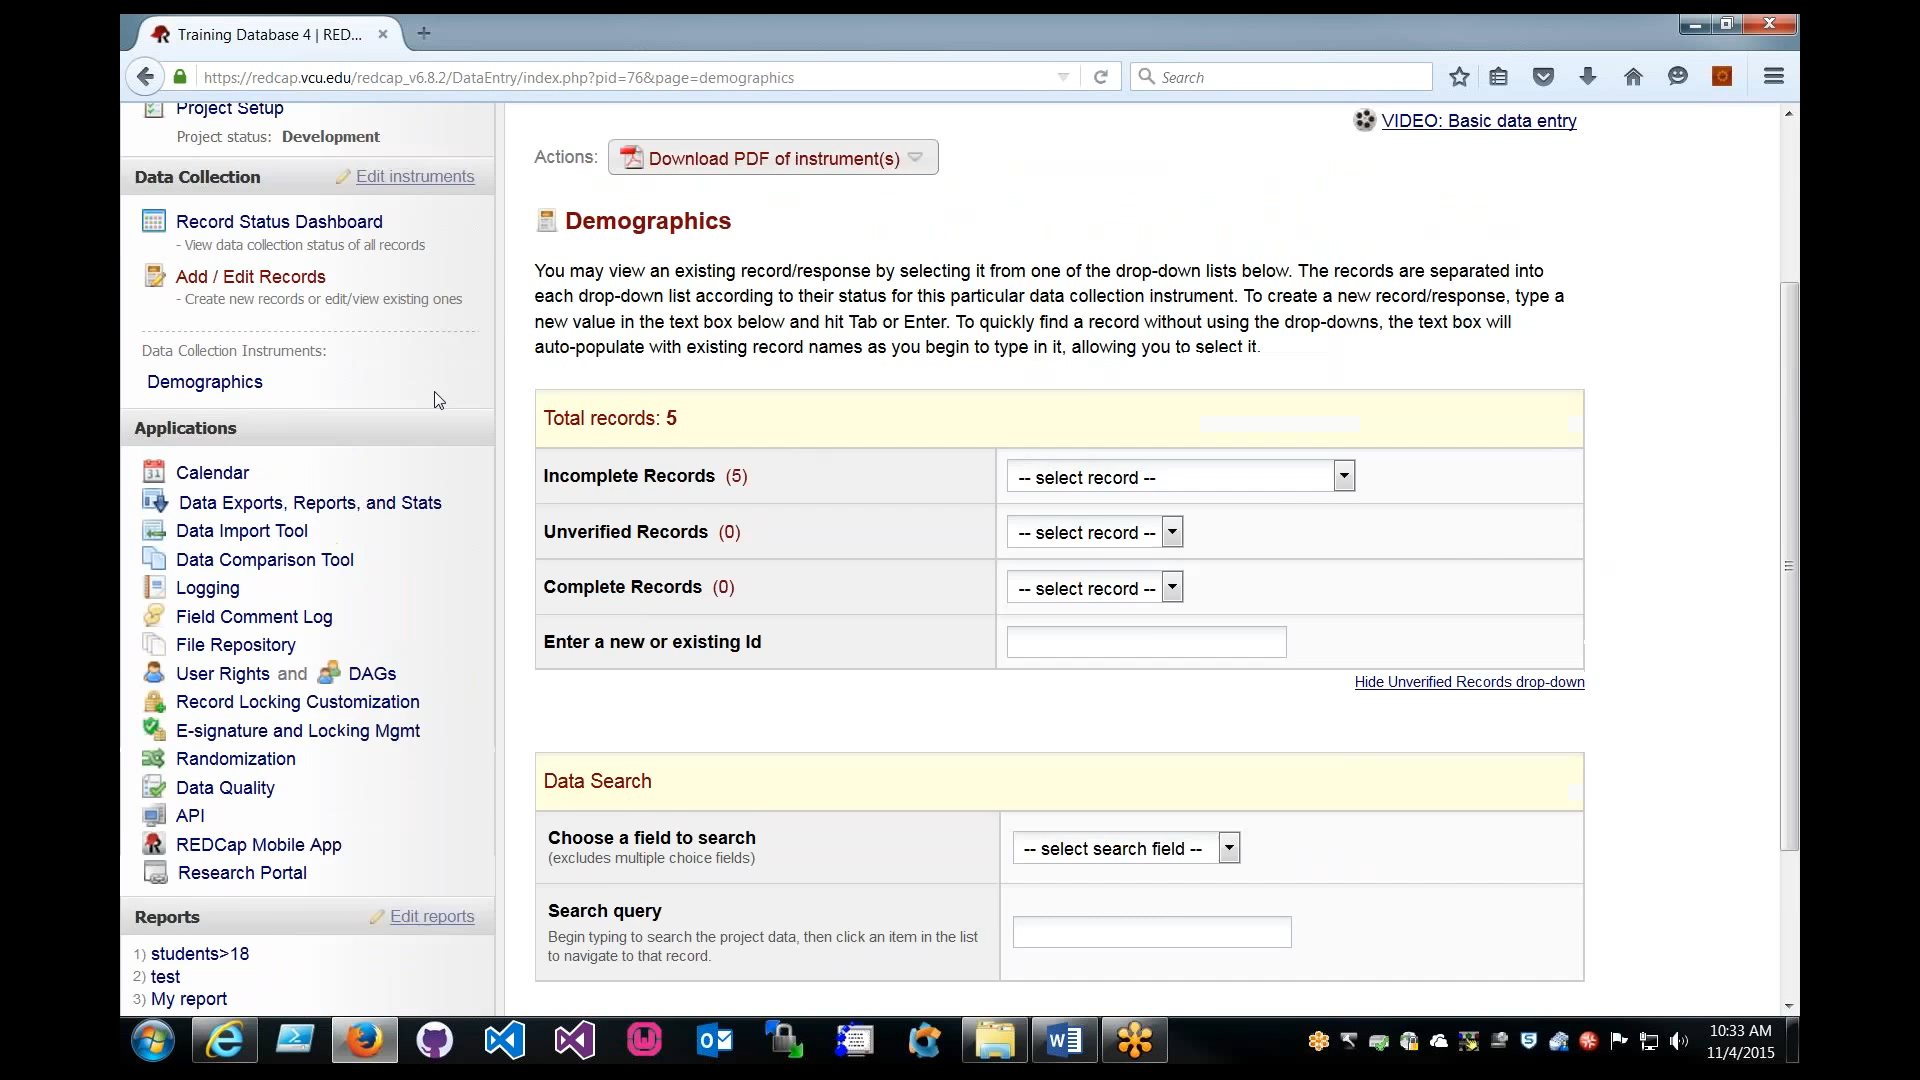 Training Database 4 | RED...
https://redcap.vcu.edu/redcap_v6.8.2/DataEntry/index.php?pid=76&page=demographics
Search
Project Setup
Project status: Development
Data Collection
Edit instruments
Record Status Dashboard
- View data collection status of all records
Add / Edit Records
- Create new records or edit/view existing ones
Data Collection Instruments:
Demographics
Applications
31 Calendar
Data Exports, Reports, and Stats
Data Import Tool
Data Comparison Tool
Logging
Field Comment Log
File Repository
User Rights and DAGs
Record Locking Customization
E-signature and Locking Mgmt
Randomization
Data Quality
API
REDCap Mobile App
Research Portal
Reports
Edit reports
1) students>18
2) test
3) My report
VIDEO: Basic data entry
Actions: Download PDF of instrument(s)
Demographics
You may view an existing record/response by selecting it from one of the drop-down lists below. The records are separated into
each drop-down list according to their status for this particular data collection instrument. To create a new record/response, type a
new value in the text box below and hit Tab or Enter. To quickly find a record without using the drop-downs, the text box will
auto-populate with existing record names as you begin to type in it, allowing you to select it.
Total records: 5
Incomplete Records (5)
-- select record --
Unverified Records (0)
-- select record --
Complete Records (0)
-- select record --
Enter a new or existing Id
Hide Unverified Records drop-down
Data Search
Choose a field to search
(excludes multiple choice fields)
-- select search field --
Search query
Begin typing to search the project data, then click an item in the list
to navigate to that record.
10:33 AM
11/4/2015